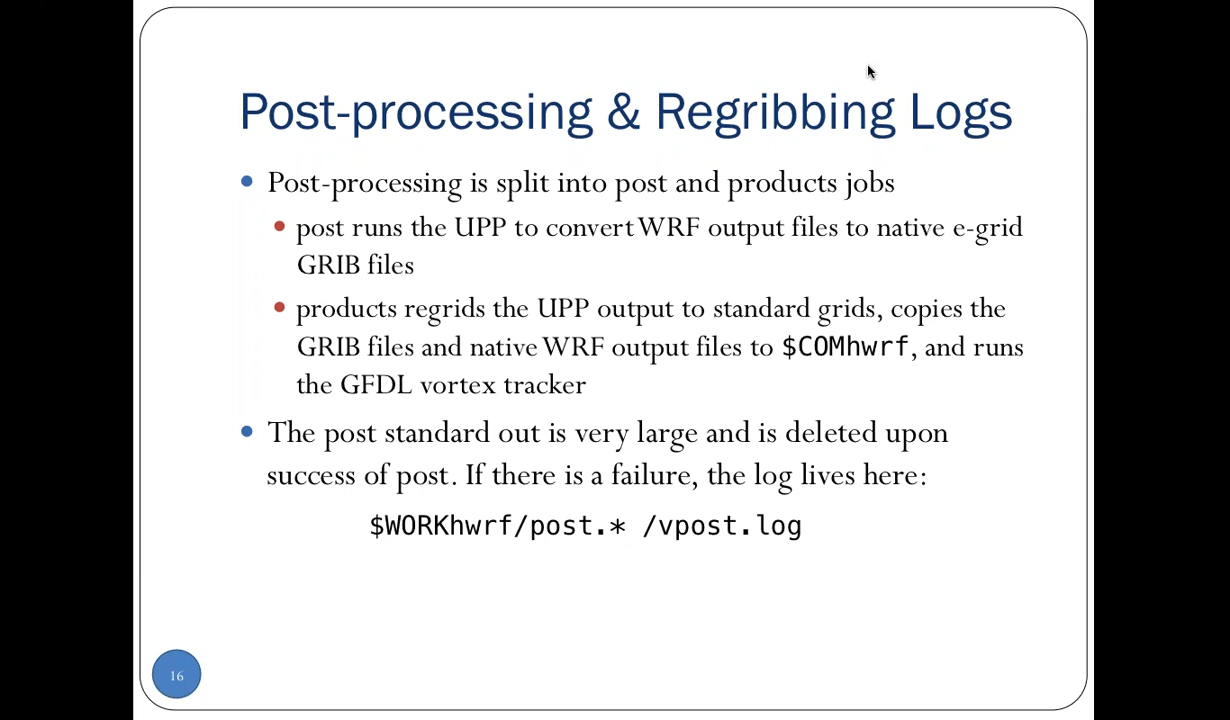 Post-processing & Regribbing Logs
Post-processing is split into post and products jobs
post runs the UPP to convert WRF output files to native e-grid
GRIB files
products regrids the UPP output to standard grids, copies the
GRIB files and native WRF output files to $COMhwrf, and runs
the GFDL vortex tracker
The post standard out is very large and is deleted upon
success of post. If there is a failure, the log lives here:
$WORKhwrf/post.* /vpost.log
16